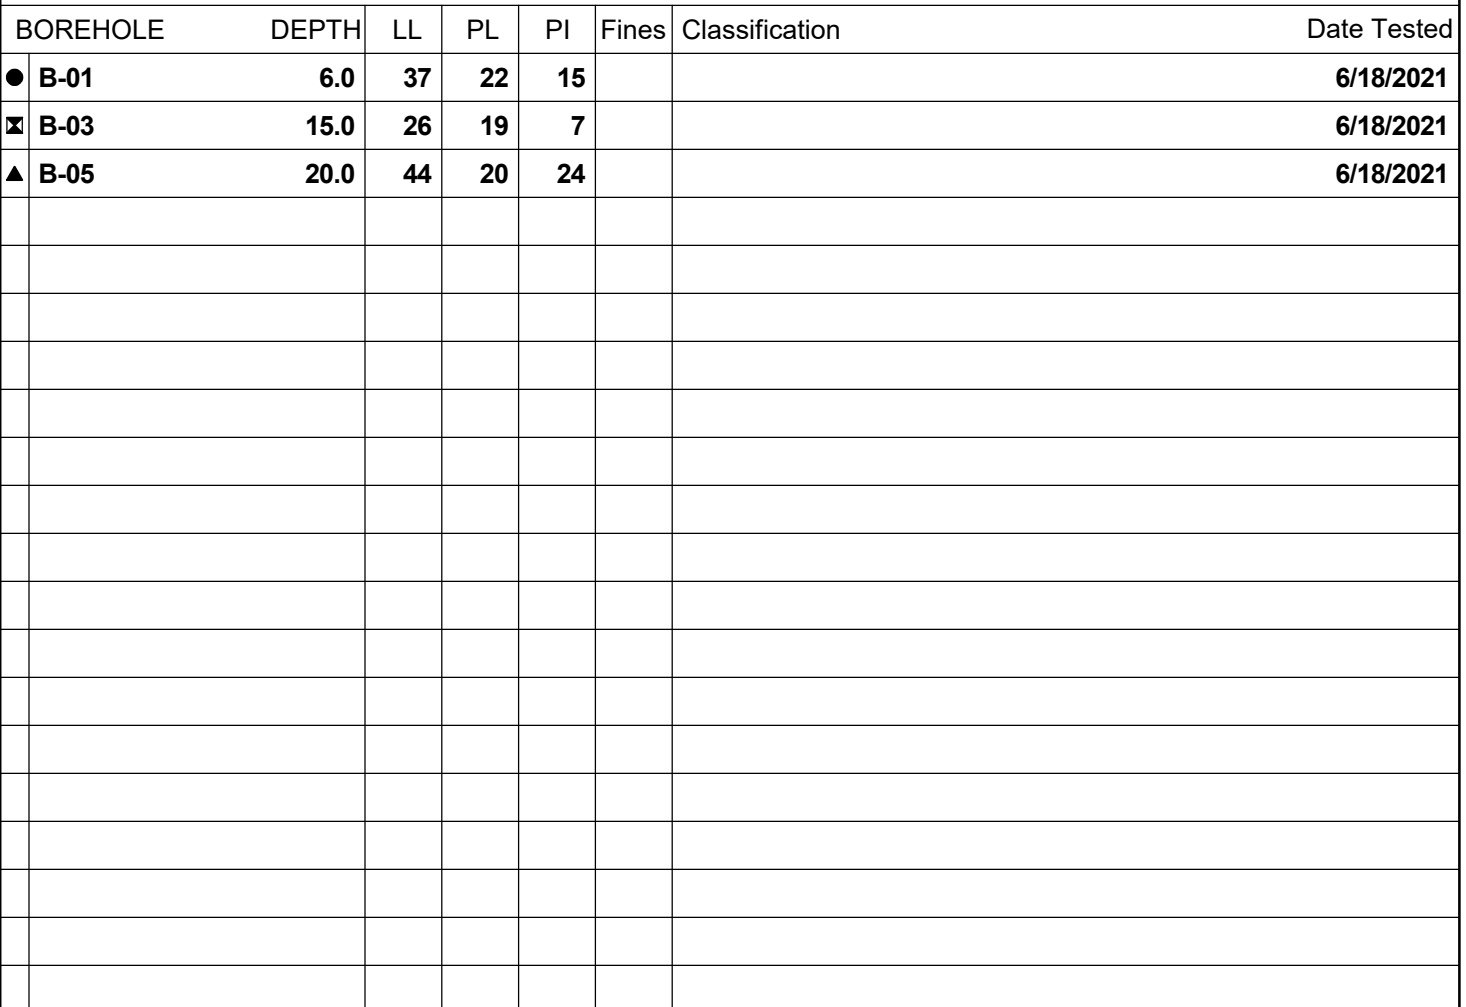 BOREHOLE DEPTH LL PL PI Fines Classification Date Tested
B-01 6.0 37 22 15 6/18/2021
B-03 15.0 26 19 7 6/18/2021
B-05 20.0 44 20 24 6/18/2021